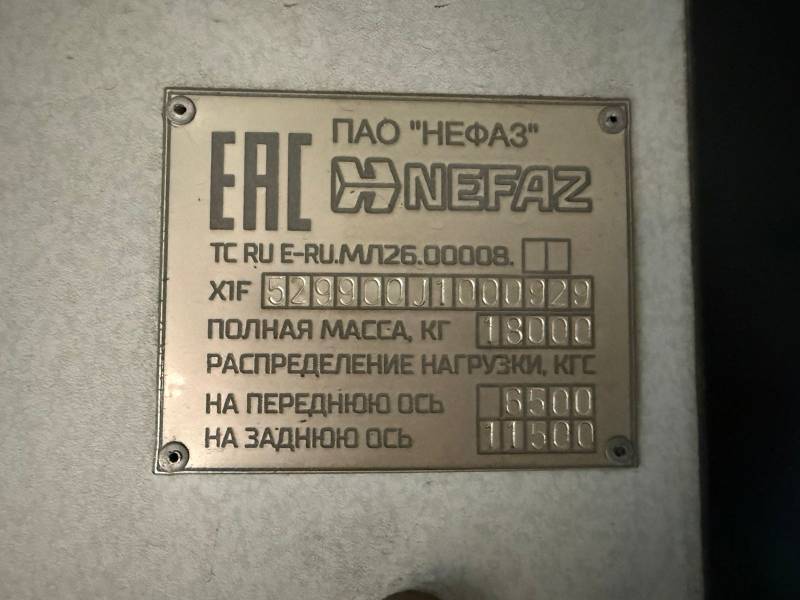 EAC
ПАО "НЕФАЗ"
NEFAZ
ТС RU Е-RU.МЛ26.00008.
X1F 529900J1000929
ПОЛНАЯ МАССА, КГ 18000
РАСПРЕДЕЛЕНИЕ НАГРУЗКИ, КГС
НА ПЕРЕДНЮЮ ОСЬ 6500
НА ЗАДНЮЮ ОСЬ 11500